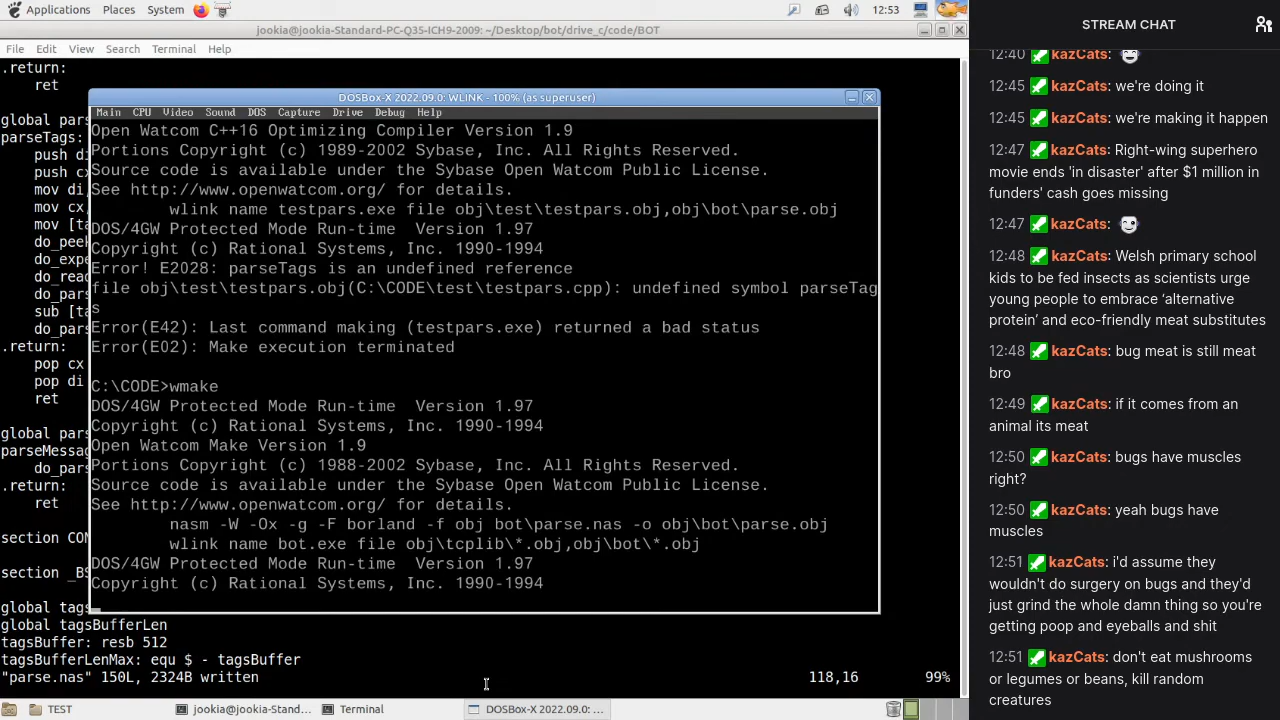 Applications Places System 12:53
jookia@jookia-Standard-PC-Q35-ICH9-2009: ~/Desktop/bot/drive_c/code/BOT
File Edit View Search Terminal Help
.return:
ret
global pars
parseTags:
push di
push cx
mov di,
mov cx,
mov [ta
do_peek
do_expe
do_read
do_pars
sub [ta
do_pars
.return:
pop cx
pop di
ret
global pars
parseMessag
do_pars
.return:
ret
section CON
section _BS
global tags
global tagsBufferLen
tagsBuffer: resb 512
tagsBufferLenMax: equ $ - tagsBuffer
"parse.nas" 150L, 2324B written 118,16 99%
DOSBox-X 2022.09.0: WLINK - 100% (as superuser)
Main CPU Video Sound DOS Capture Drive Debug Help
Open Watcom C++16 Optimizing Compiler Version 1.9
Portions Copyright (c) 1989-2002 Sybase, Inc. All Rights Reserved.
Source code is available under the Sybase Open Watcom Public License.
See http://www.openwatcom.org/ for details.
wlink name testpars.exe file obj\test\testpars.obj,obj\bot\parse.obj
DOS/4GW Protected Mode Run-time Version 1.97
Copyright (c) Rational Systems, Inc. 1990-1994
Error! E2028: parseTags is an undefined reference
file obj\test\testpars.obj(C:\CODE\test\testpars.cpp): undefined symbol parseTag
s
Error(E42): Last command making (testpars.exe) returned a bad status
Error(E02): Make execution terminated
C:\CODE>wmake
DOS/4GW Protected Mode Run-time Version 1.97
Copyright (c) Rational Systems, Inc. 1990-1994
Open Watcom Make Version 1.9
Portions Copyright (c) 1988-2002 Sybase, Inc. All Rights Reserved.
Source code is available under the Sybase Open Watcom Public License.
See http://www.openwatcom.org/ for details.
nasm -W -Ox -g -F borland -f obj bot\parse.nas -o obj\bot\parse.obj
wlink name bot.exe file obj\tcplib\*.obj,obj\bot\*.obj
DOS/4GW Protected Mode Run-time Version 1.97
Copyright (c) Rational Systems, Inc. 1990-1994
TEST jookia@jookia-Stand... Terminal DOSBox-X 2022.09.0: ...
STREAM CHAT
12:40 kazCats:
12:45 kazCats: we're doing it
12:45 kazCats: we're making it happen
12:47 kazCats: Right-wing superhero
movie ends 'in disaster' after $1 million in
funders' cash goes missing
12:47 kazCats:
12:48 kazCats: Welsh primary school
kids to be fed insects as scientists urge
young people to embrace ‘alternative
protein’ and eco-friendly meat substitutes
12:48 kazCats: bug meat is still meat
bro
12:49 kazCats: if it comes from an
animal its meat
12:50 kazCats: bugs have muscles
right?
12:50 kazCats: yeah bugs have
muscles
12:51 kazCats: i'd assume they
wouldn't do surgery on bugs and they'd
just grind the whole damn thing so you're
getting poop and eyeballs and shit
12:51 kazCats: don't eat mushrooms
or legumes or beans, kill random
creatures